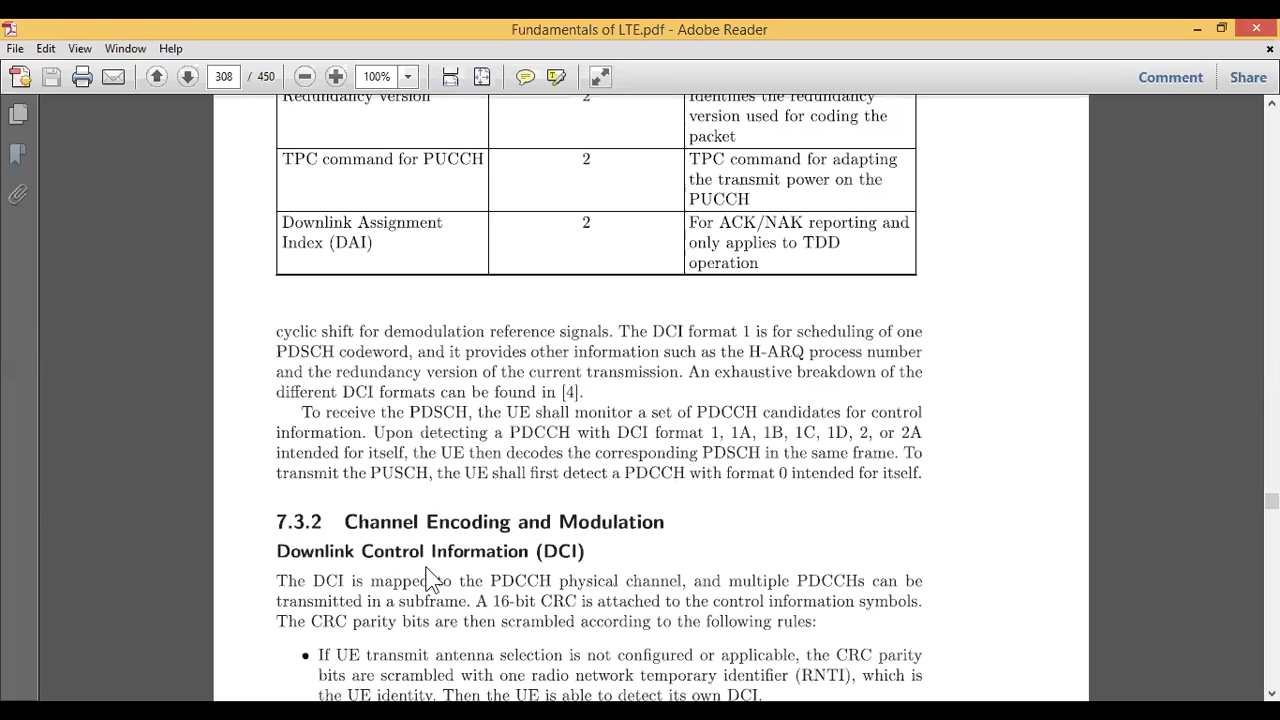 Fundamentals of LTE.pdf - Adobe Reader
File Edit View Window Help
308 / 450 100% Comment Share
Redundancy version 2 Identifies the redundancy
version used for coding the
packet
TPC command for PUCCH 2 TPC command for adapting
the transmit power on the
PUCCH
Downlink Assignment 2 For ACK/NAK reporting and
Index (DAI) only applies to TDD
operation
cyclic shift for demodulation reference signals. The DCI format 1 is for scheduling of one
PDSCH codeword, and it provides other information such as the H-ARQ process number
and the redundancy version of the current transmission. An exhaustive breakdown of the
different DCI formats can be found in [4].
To receive the PDSCH, the UE shall monitor a set of PDCCH candidates for control
information. Upon detecting a PDCCH with DCI format 1, 1A, 1B, 1C, 1D, 2, or 2A
intended for itself, the UE then decodes the corresponding PDSCH in the same frame. To
transmit the PUSCH, the UE shall first detect a PDCCH with format 0 intended for itself.
7.3.2 Channel Encoding and Modulation
Downlink Control Information (DCI)
The DCI is mapped to the PDCCH physical channel, and multiple PDCCHs can be
transmitted in a subframe. A 16-bit CRC is attached to the control information symbols.
The CRC parity bits are then scrambled according to the following rules:
• If UE transmit antenna selection is not configured or applicable, the CRC parity
bits are scrambled with one radio network temporary identifier (RNTI), which is
the UE identity. Then the UE is able to detect its own DCI.